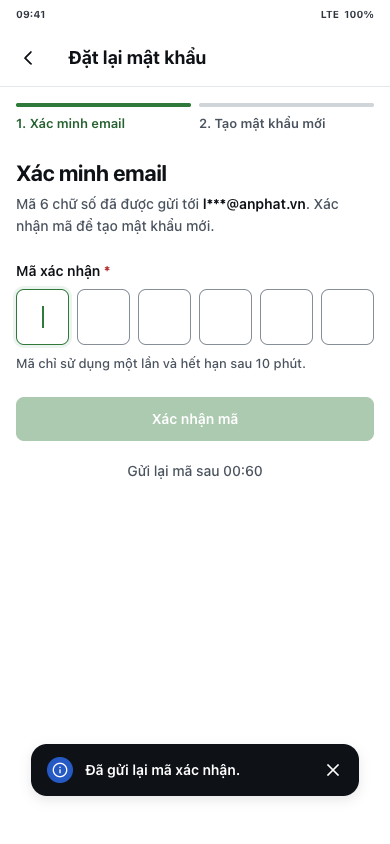 09:41
LTE 100%
Đặt lại mật khẩu
1. Xác minh email
2. Tạo mật khẩu mới
Xác minh email
Mã 6 chữ số đã được gửi tới l***@anphat.vn. Xác
nhận mã để tạo mật khẩu mới.
Mã xác nhận *
Mã chỉ sử dụng một lần và hết hạn sau 10 phút.
Xác nhận mã
Gửi lại mã sau 00:60
Đã gửi lại mã xác nhận.